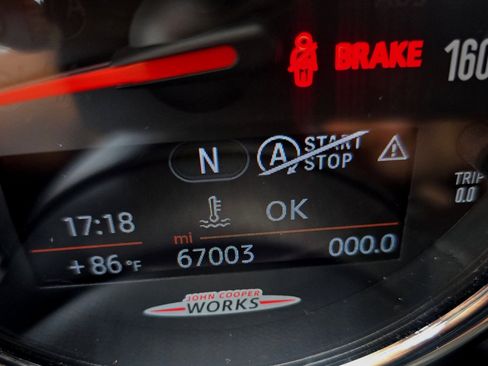 BRAKE
160
N
A START
STOP
TRIP
0.0
17:18
OK
mi
+86°F
67003
000.0
JOHN COOPER
WORKS